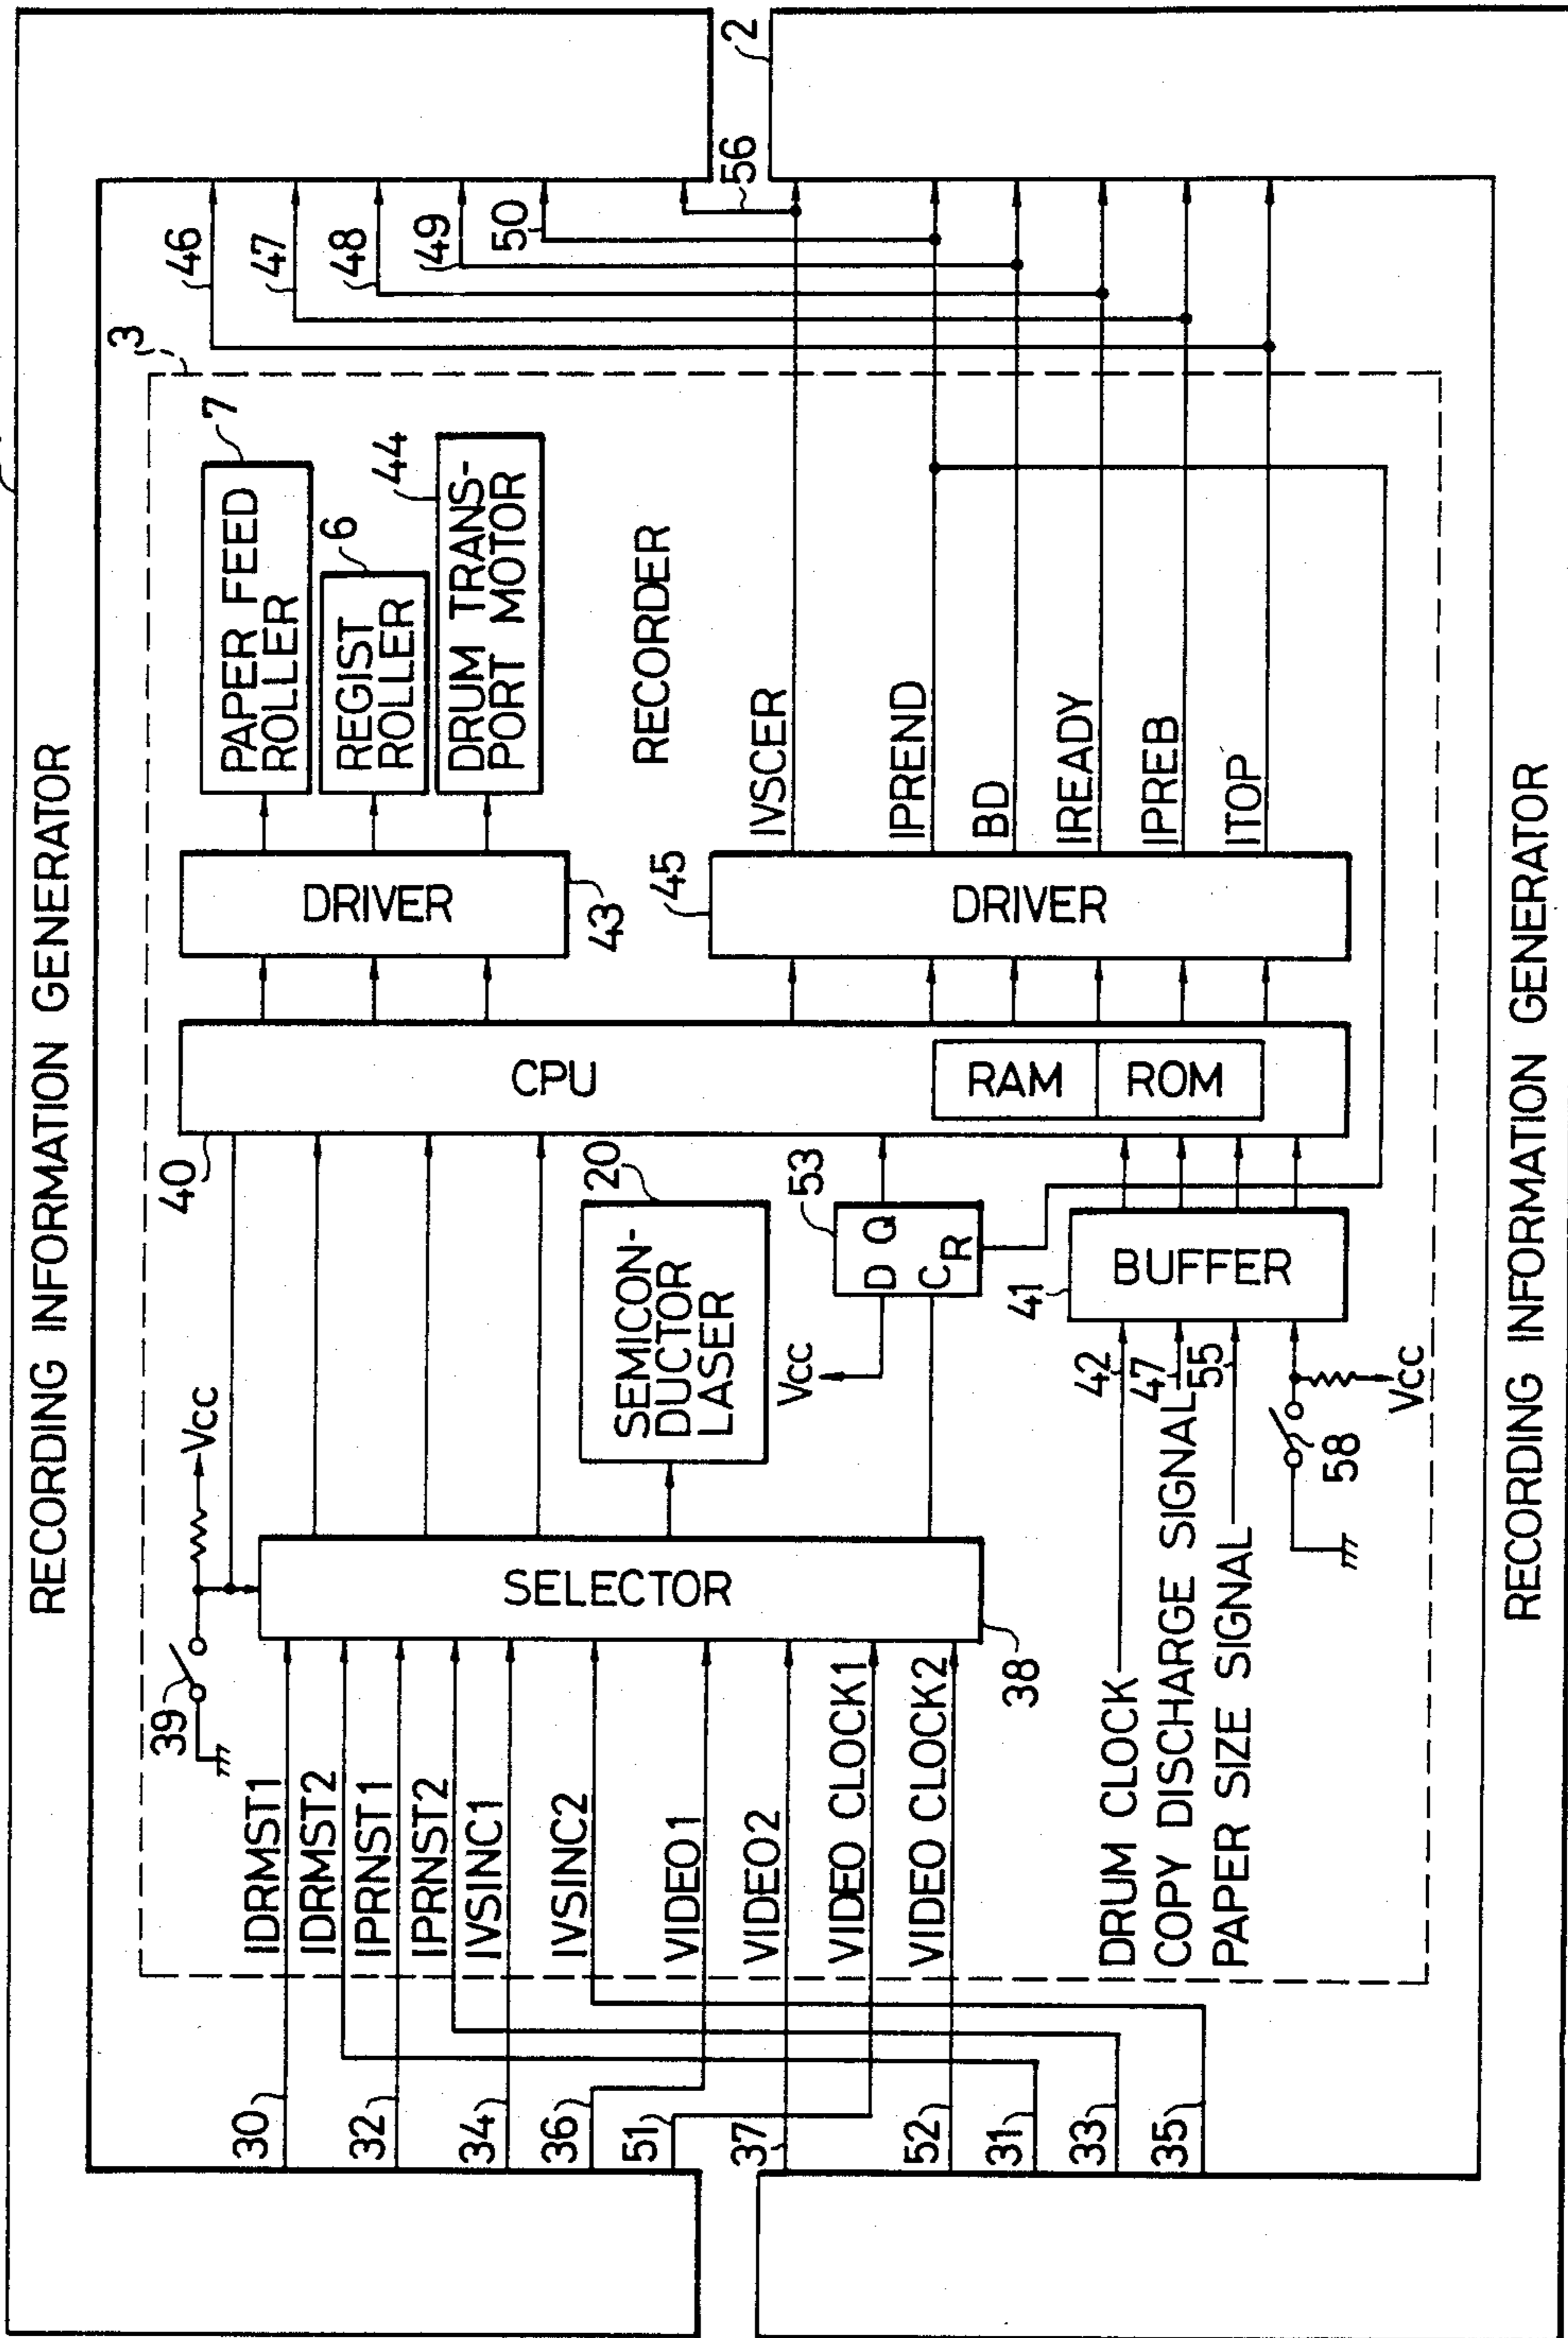 RECORDING INFORMATION GENERATOR
3
2
39
Vcc
30
IDRMST1
IDRMST2
32
IPRNST1
IPRNST2
34
IVSINC1
36
IVSINC2
51
VIDEO1
37
VIDEO2
VIDEO CLOCK1
52
VIDEO CLOCK2
31
33
35
SELECTOR
38
40
CPU
RAM
ROM
SEMICON-
DUCTOR
LASER
20
Vcc
D Q
C
R
53
DRUM CLOCK
42
COPY DISCHARGE SIGNAL
47
PAPER SIZE SIGNAL
55
41
BUFFER
58
Vcc
DRIVER
43
PAPER FEED
ROLLER
7
REGIST
ROLLER
6
DRUM TRANS-
PORT MOTOR
44
RECORDER
45
DRIVER
IVSCER
IPREND
BD
IREADY
IPREB
ITOP
46
47
48
49
50
56
RECORDING INFORMATION GENERATOR